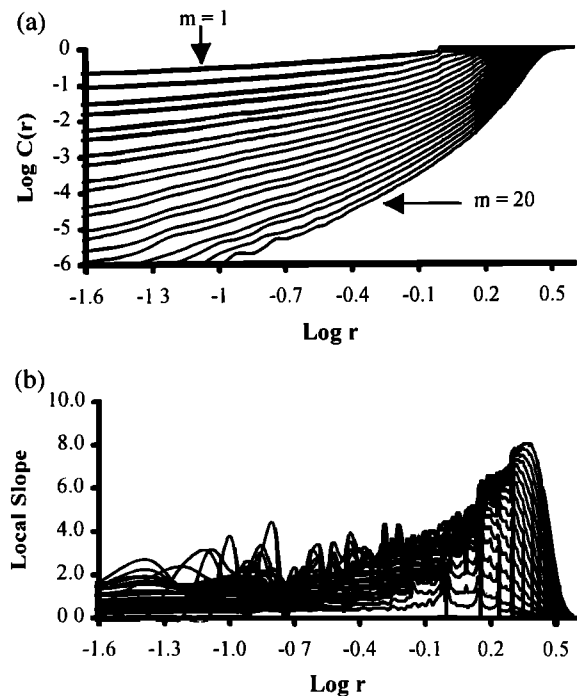 (a)
m = 1
0
-1
-2
-3
-4
-5
-6
Log C(r)
m = 20
-1.6 -1 3 -1 -0.7 -0.4 -0.1 0.2 0.5
Log r
(b)
10.0
8.0
6.0
4.0
2.0
0 0
Local Slope
-1.6 -1.3 -1.0 -0 7 -0.4 -0.1 0.2 0.5
Log r